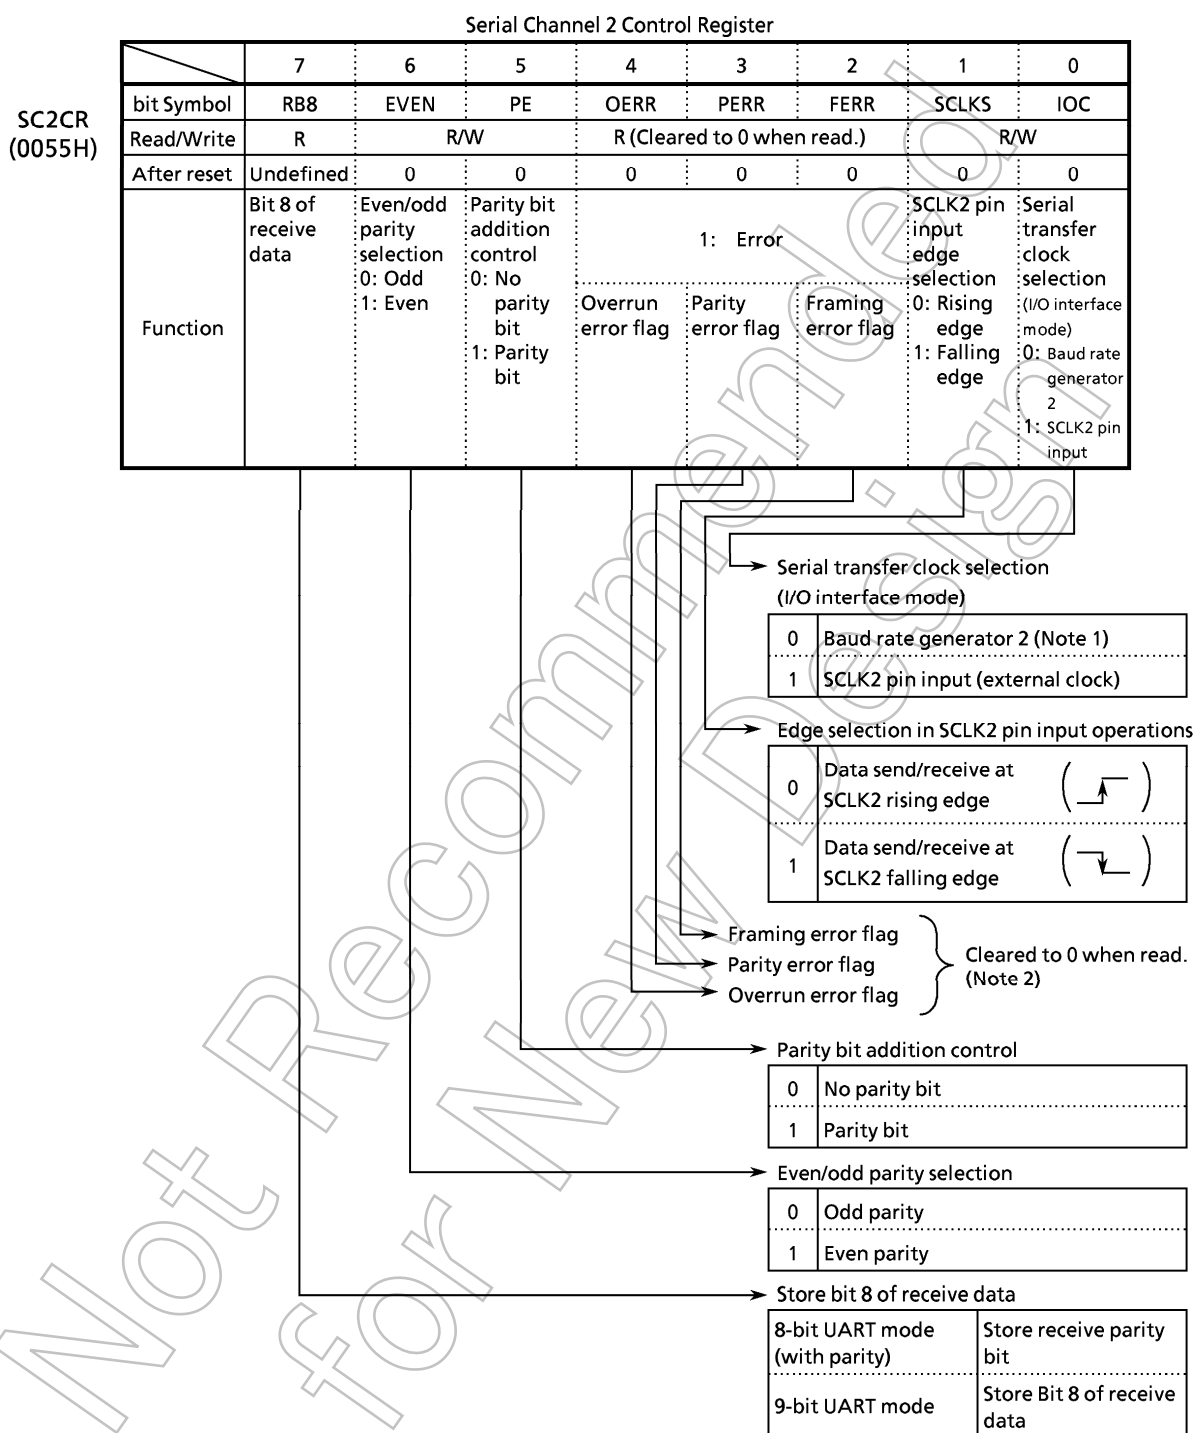 Serial Channel 2 Control Register
SC2CR
(0055H)
7 6 5 4 3 2 1 0
bit Symbol RB8 EVEN PE OERR PERR FERR SCLKS IOC
Read/Write R R/W R (Cleared to 0 when read.) R/W
After reset Undefined 0 0 0 0 0 0 0
Function
Bit 8 of
receive
data
Even/odd
parity
selection
0: Odd
1: Even
Parity bit
addition
control
0: No
parity
bit
1: Parity
bit
1: Error
Overrun
error flag
Parity
error flag
Framing
error flag
SCLK2 pin
input
edge
selection
0: Rising
edge
1: Falling
edge
Serial
transfer
clock
selection
(I/O interface
mode)
0: Baud rate
generator
2
1: SCLK2 pin
input
Serial transfer clock selection
(I/O interface mode)
0 Baud rate generator 2 (Note 1)
1 SCLK2 pin input (external clock)
Edge selection in SCLK2 pin input operations
0 Data send/receive at
SCLK2 rising edge
1 Data send/receive at
SCLK2 falling edge
Framing error flag
Parity error flag
Overrun error flag
Cleared to 0 when read.
(Note 2)
Parity bit addition control
0 No parity bit
1 Parity bit
Even/odd parity selection
0 Odd parity
1 Even parity
Store bit 8 of receive data
8-bit UART mode
(with parity)
Store receive parity
bit
9-bit UART mode
Store Bit 8 of receive
data
Not Recommended
for New Design